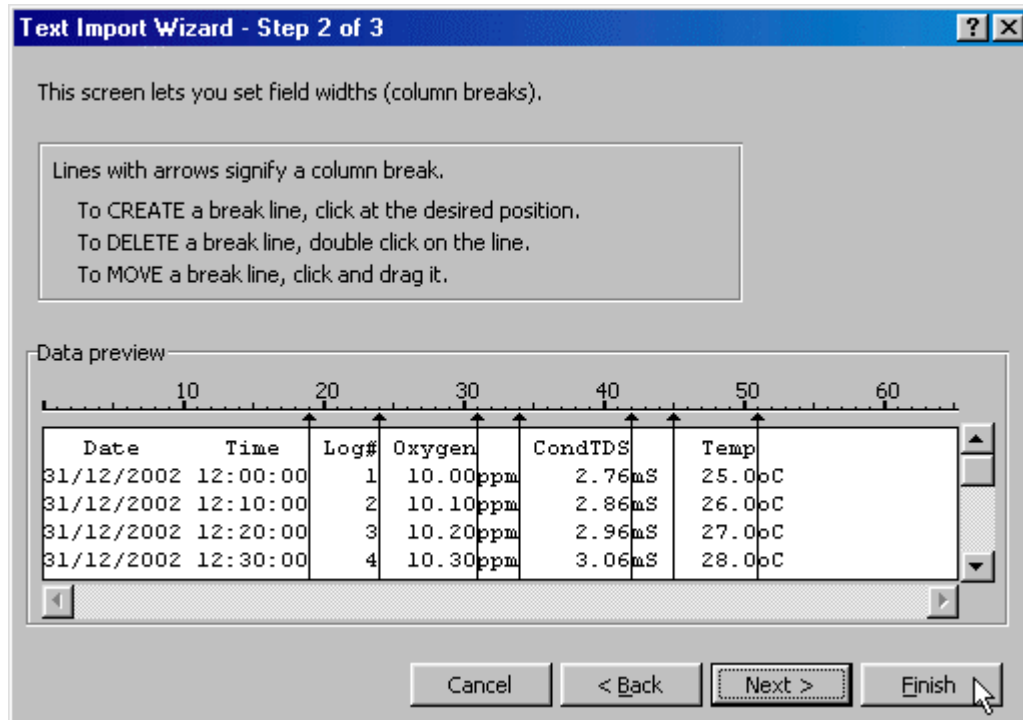 Text Import Wizard - Step 2 of 3
This screen lets you set field widths (column breaks).
Lines with arrows signify a column break.
To CREATE a break line, click at the desired position.
To DELETE a break line, double click on the line.
To MOVE a break line, click and drag it.
Data preview
10 20 30 40 50 60
Date Time Log# Oxygen CondTDS Temp
31/12/2002 12:00:00 1 10.00ppm 2.76mS 25.0oC
31/12/2002 12:10:00 2 10.10ppm 2.86mS 26.0oC
31/12/2002 12:20:00 3 10.20ppm 2.96mS 27.0oC
31/12/2002 12:30:00 4 10.30ppm 3.06mS 28.0oC
Cancel < Back Next > Finish